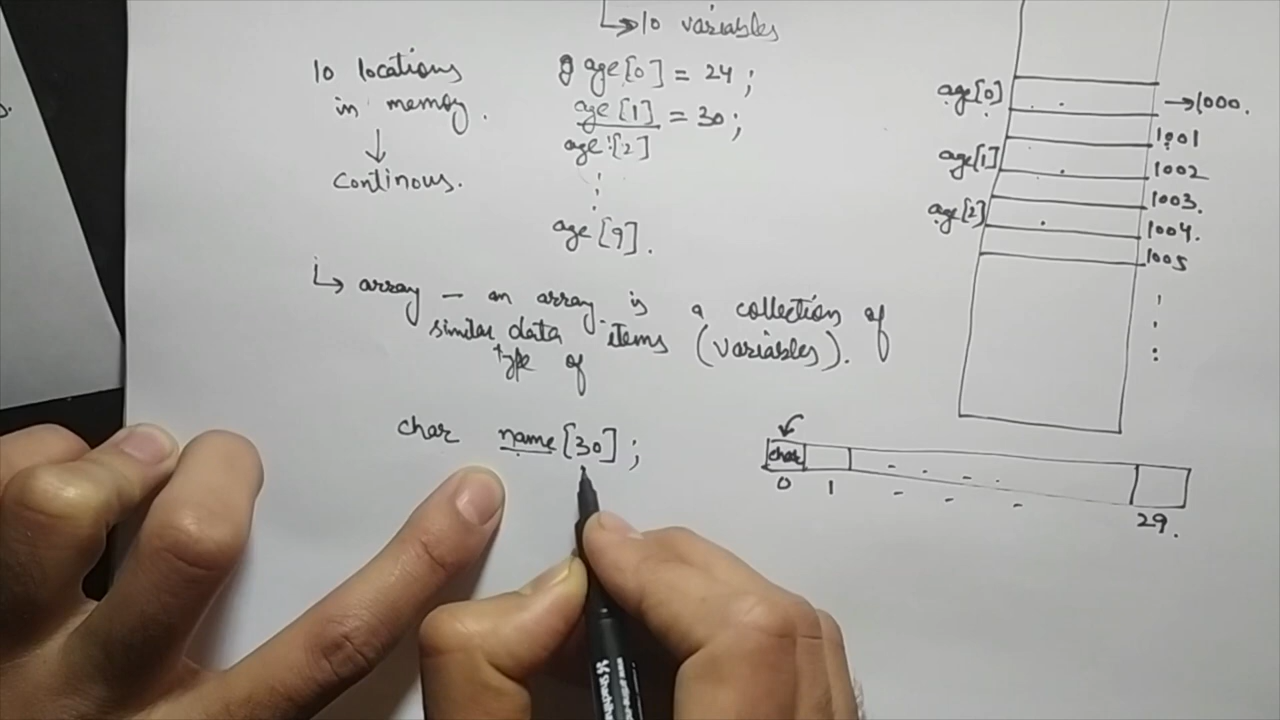 ↳ 10 variables
10 locations
in memory.
↓
Continous.
age[0] = 24;
age[1] = 30;
age[2]
age[9].
↳ array – an array is a collection of
similar data items (variables). of
type of
char name[30];
age[0]
→1000.
1001
age[1]
1002
1003.
age[2]
1004.
1005
char
0 1 29.